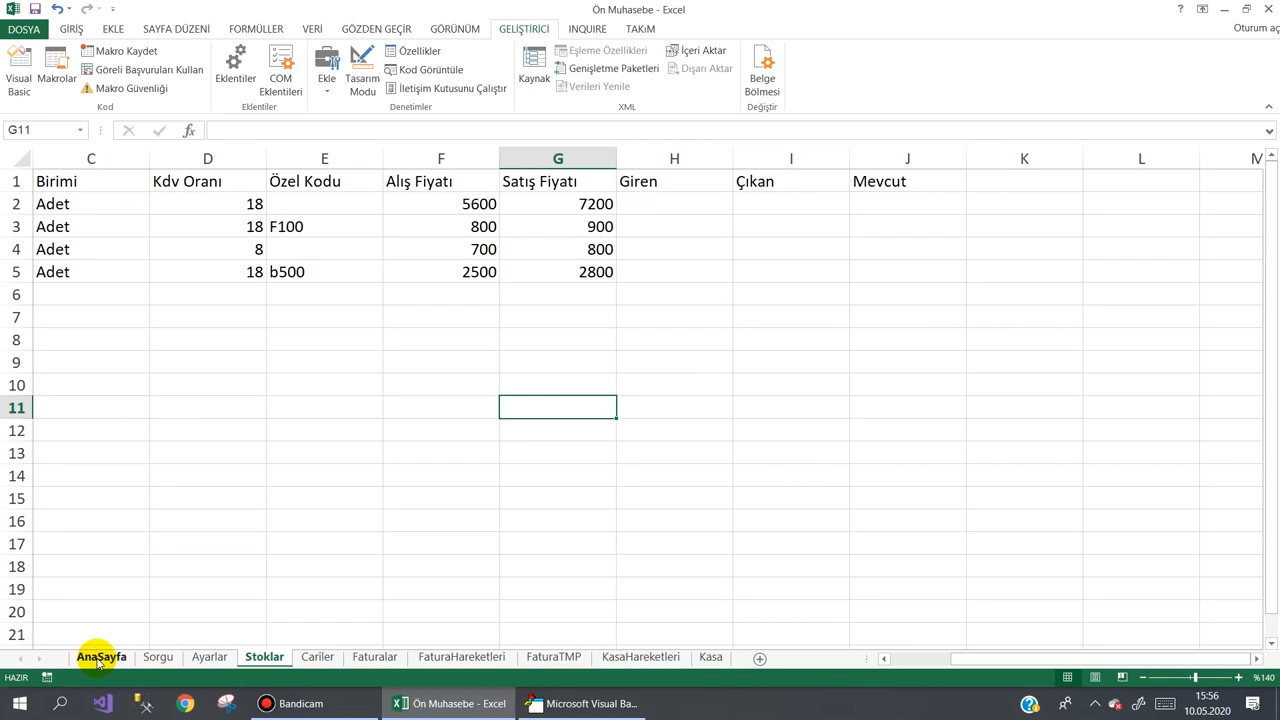 Ön Muhasebe - Excel
?
DOSYA GİRİŞ EKLE SAYFA DÜZENİ FORMÜLLER VERİ GÖZDEN GEÇİR GÖRÜNÜM GELİŞTİRİCİ INQUIRE TAKIM Oturum aç
Visual Basic
Makrolar
Makro Kaydet
Göreli Başvuruları Kullan
Makro Güvenliği
Kod
Eklentiler
COM Eklentileri
Eklentiler
Ekle
Tasarım Modu
Özellikler
Kod Görüntüle
İletişim Kutusunu Çalıştır
Denetimler
Kaynak
Eşleme Özellikleri
Genişletme Paketleri
Verileri Yenile
İçeri Aktar
Dışarı Aktar
XML
Belge Bölmesi
Değiştir
G11 fx
C D E F G H I J K L M
1 Birimi Kdv Oranı Özel Kodu Alış Fiyatı Satış Fiyatı Giren Çıkan Mevcut
2 Adet 18 5600 7200
3 Adet 18 F100 800 900
4 Adet 8 700 800
5 Adet 18 b500 2500 2800
6
7
8
9
10
11
12
13
14
15
16
17
18
19
20
21
AnaSayfa Sorgu Ayarlar Stoklar Cariler Faturalar FaturaHareketleri FaturaTMP KasaHareketleri Kasa
HAZIR %140
Bandicam Ön Muhasebe - Excel Microsoft Visual Ba... 15:56
10.05.2020